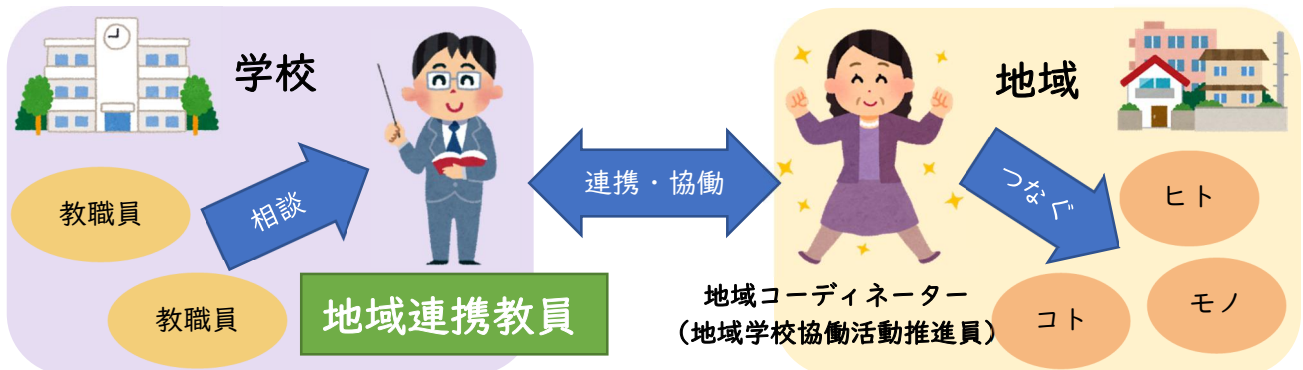 学校
教職員
相談
教職員
地域連携教員
連携・協働
地域
つなぐ
ヒト
コト
モノ
地域コーディネーター
（地域学校協働活動推進員）